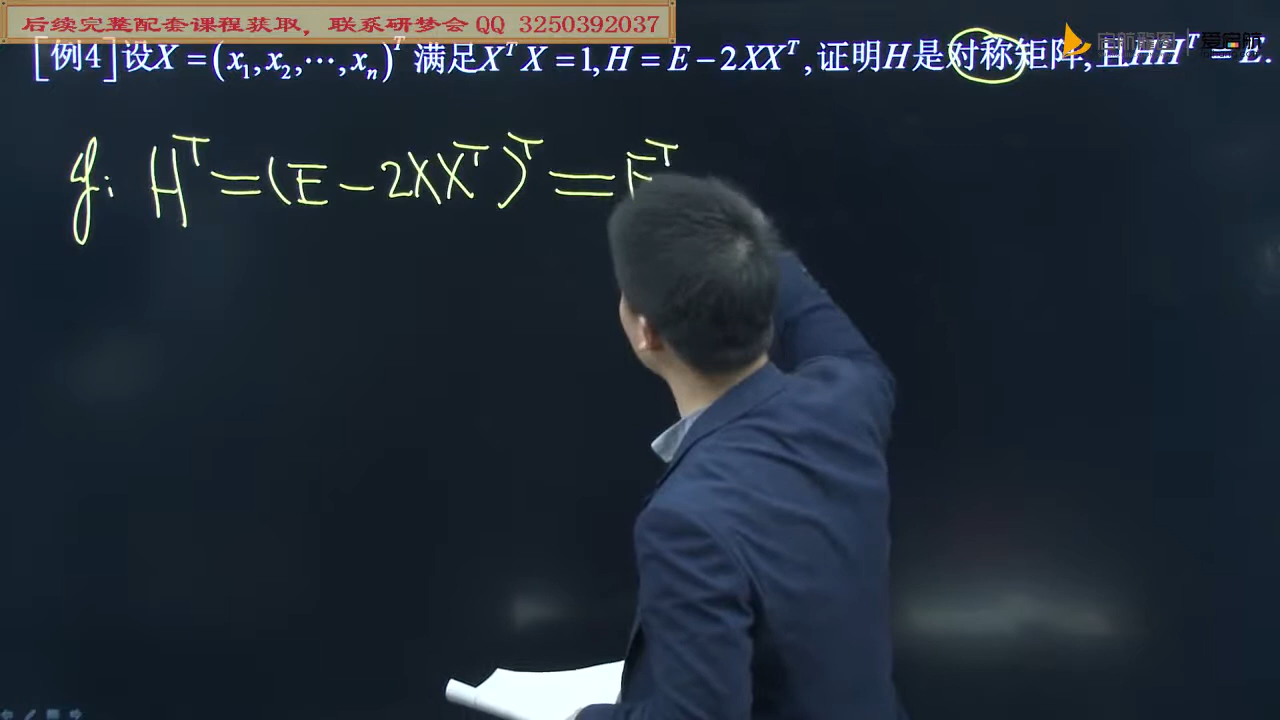 后续完整配套课程获取，联系研梦会QQ 3250392037
[例4]设X=(x₁,x₂,⋯,xₙ)ᵀ 满足XᵀX=1,H=E-2XXᵀ,证明H是对称矩阵,且HHᵀ=E.
Hᵀ=(E-2XXᵀ)ᵀ=Eᵀ